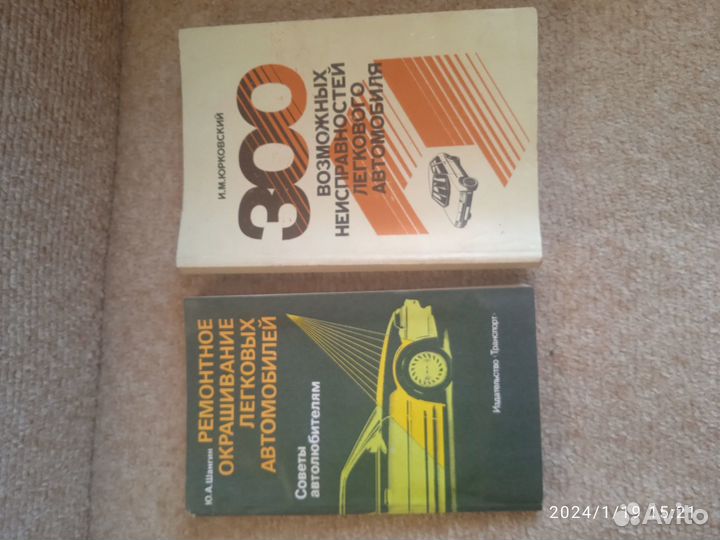 И.М.ЮРКОВСКИЙ
300
ВОЗМОЖНЫХ
НЕИСПРАВНОСТЕЙ
ЛЕГКОВОГО
АВТОМОБИЛЯ
Ю.А.Шангин
РЕМОНТНОЕ
ОКРАШИВАНИЕ
ЛЕГКОВЫХ
АВТОМОБИЛЕЙ
Советы
автолюбителям
Издательство «Транспорт»
2024/1/19 15:21
Avito